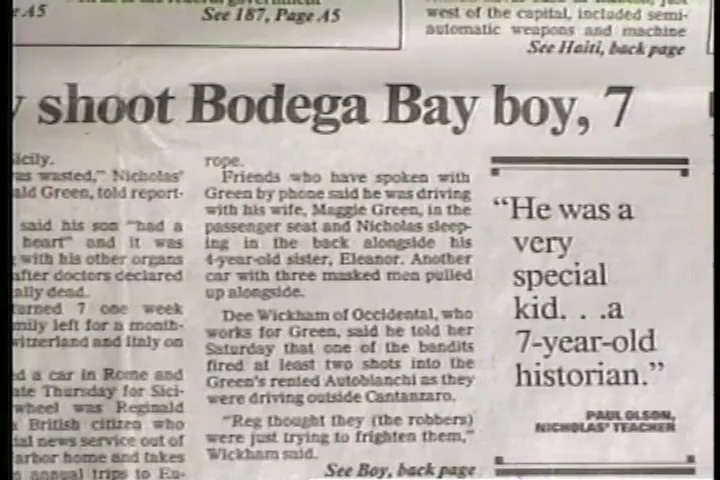 See 187, Page A5
west of the capital, included semi-
automatic weapons and machine
See Haiti, back page
shoot Bodega Bay boy, 7
wasted," Nicholas'
ald Green, told report-
said his son "had a
heart" and it was
with his other organs
after doctors declared
ally dead.
turned 7 one week
mily left for a month-
witzerland and Italy on
d a car in Rome and
ate Thursday for Sici-
wheel was Reginald
British citizen who
ial news service out of
arbor home and takes
annual trips to Eu-
rope.
Friends who have spoken with
Green by phone said he was driving
with his wife, Maggie Green, in the
passenger seat and Nicholas sleep-
ing in the back alongside his
4-year-old sister, Eleanor. Another
car with three masked men pulled
up alongside.
Dee Wickham of Occidental, who
works for Green, said he told her
Saturday that one of the bandits
fired at least two shots into the
Green's rented Autobianchi as they
were driving outside Cantanzaro.
"Reg thought they (the robbers)
were just trying to frighten them,"
Wickham said.
See Boy, back page
"He was a
very
special
kid. . .a
7-year-old
historian."
PAUL OLSON,
NICHOLAS' TEACHER